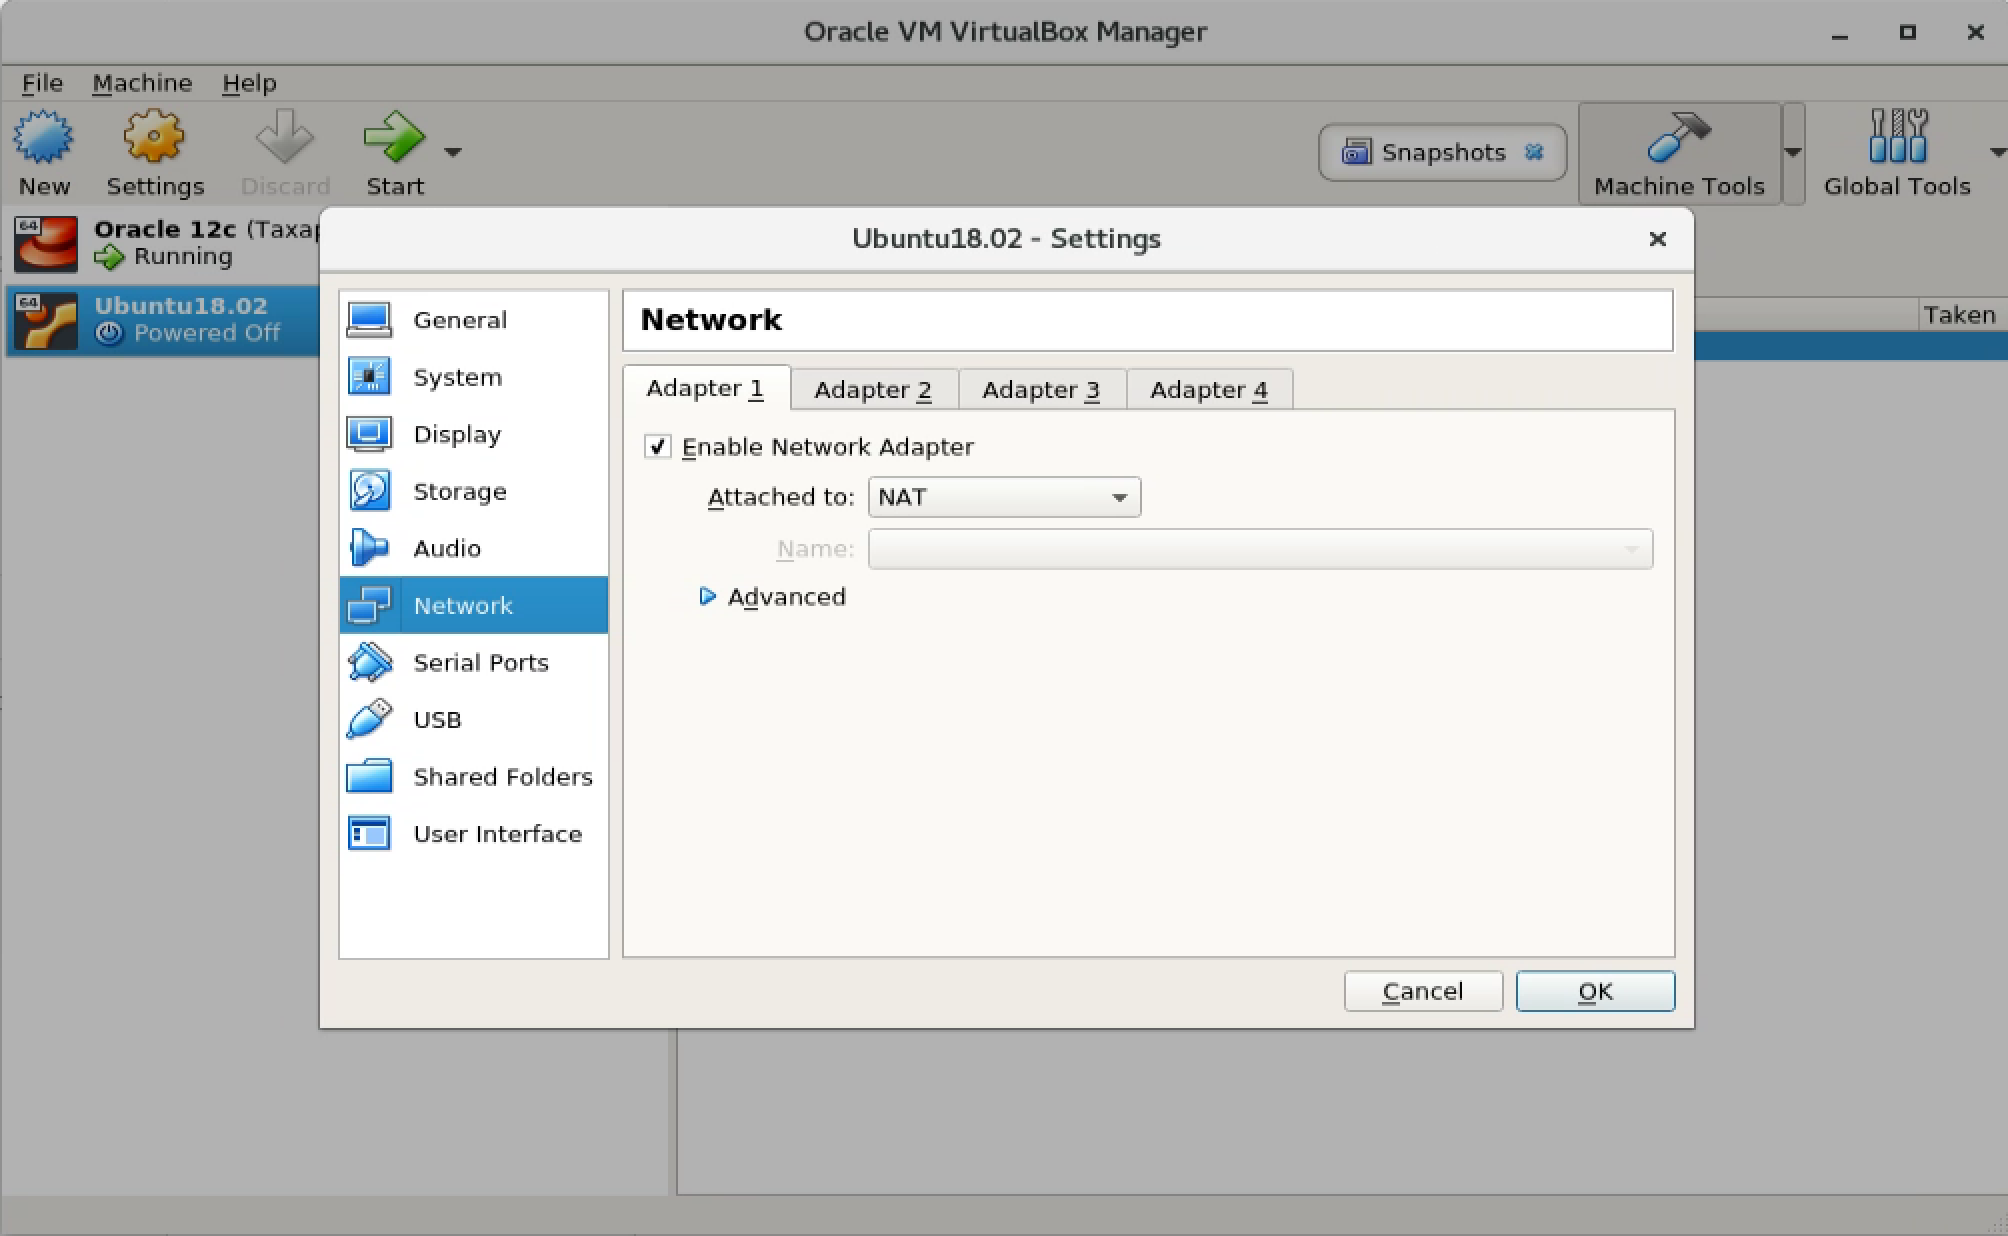 Oracle VM VirtualBox Manager
File Machine Help
New Settings Discard Start Snapshots Machine Tools Global Tools
64 Oracle 12c
Running
64 Ubuntu18.02
Powered Off
Taken
Ubuntu18.02 - Settings
General
System
Display
Storage
Audio
Network
Serial Ports
USB
Shared Folders
User Interface
Network
Adapter 1 Adapter 2 Adapter 3 Adapter 4
Enable Network Adapter
Attached to: NAT
Name:
Advanced
Cancel OK